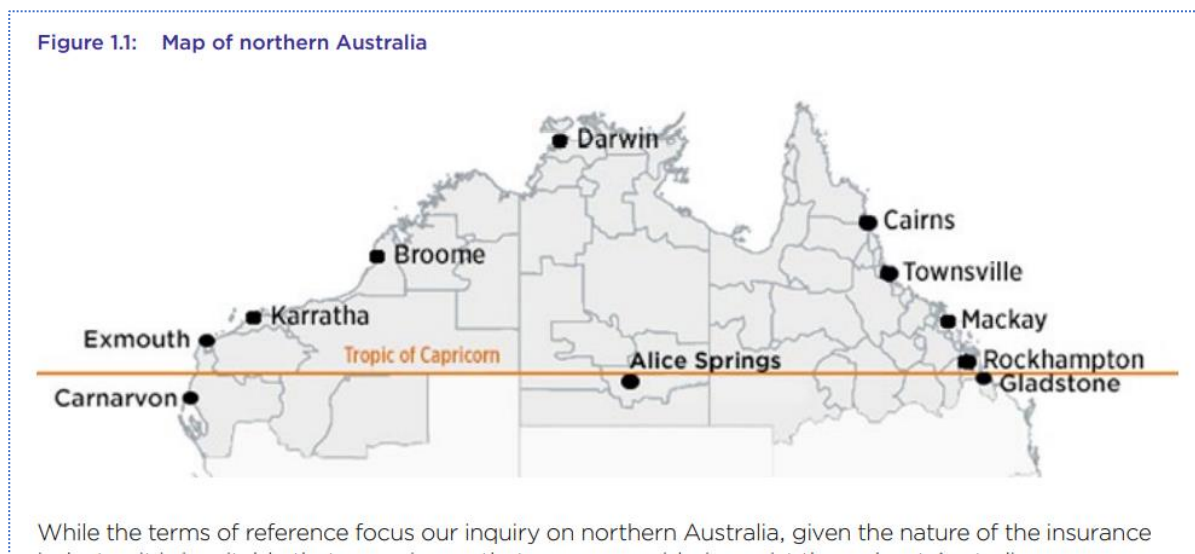 Figure 1.1: Map of northern Australia
Darwin
Cairns
Broome
Townsville
Karratha
Mackay
Exmouth
Tropic of Capricorn
Alice Springs
Rockhampton
Gladstone
Carnarvon
While the terms of reference focus our inquiry on northern Australia, given the nature of the insurance